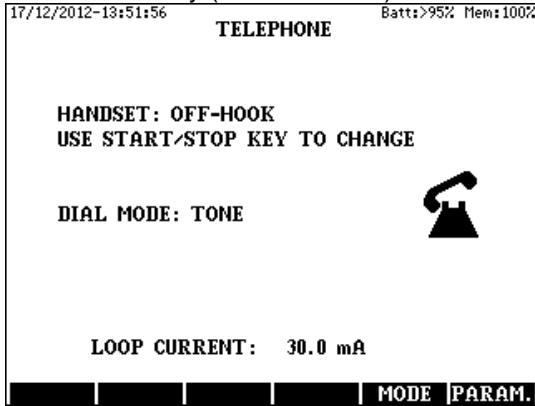 17/12/2012-13:51:56 Batt:>95% Mem:100%
TELEPHONE
HANDSET: OFF-HOOK
USE START/STOP KEY TO CHANGE
DIAL MODE: TONE
LOOP CURRENT: 30.0 mA
MODE PARAM.